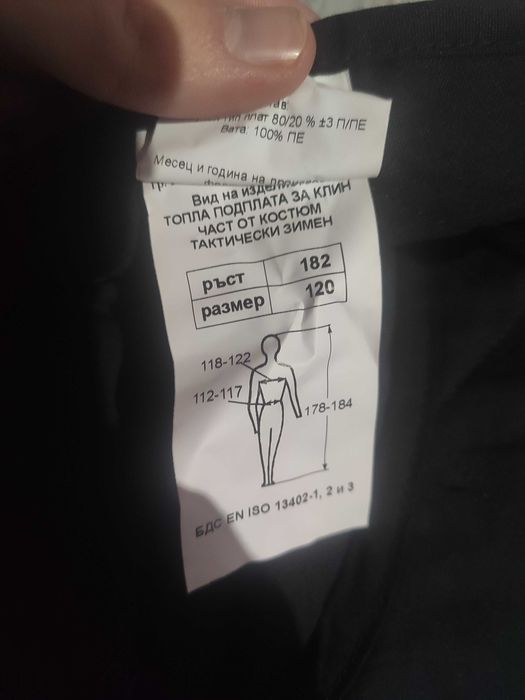 плат 80/20 % ±3 П/ПЕ
Вата: 100% ПЕ
Месец и година на
Вид на изделието
ТОПЛА ПОДПЛАТА ЗА КЛИН
ЧАСТ ОТ КОСТЮМ
ТАКТИЧЕСКИ ЗИМЕН
ръст 182
размер 120
118-122
112-117
178-184
БДС EN ISO 13402-1, 2 и 3